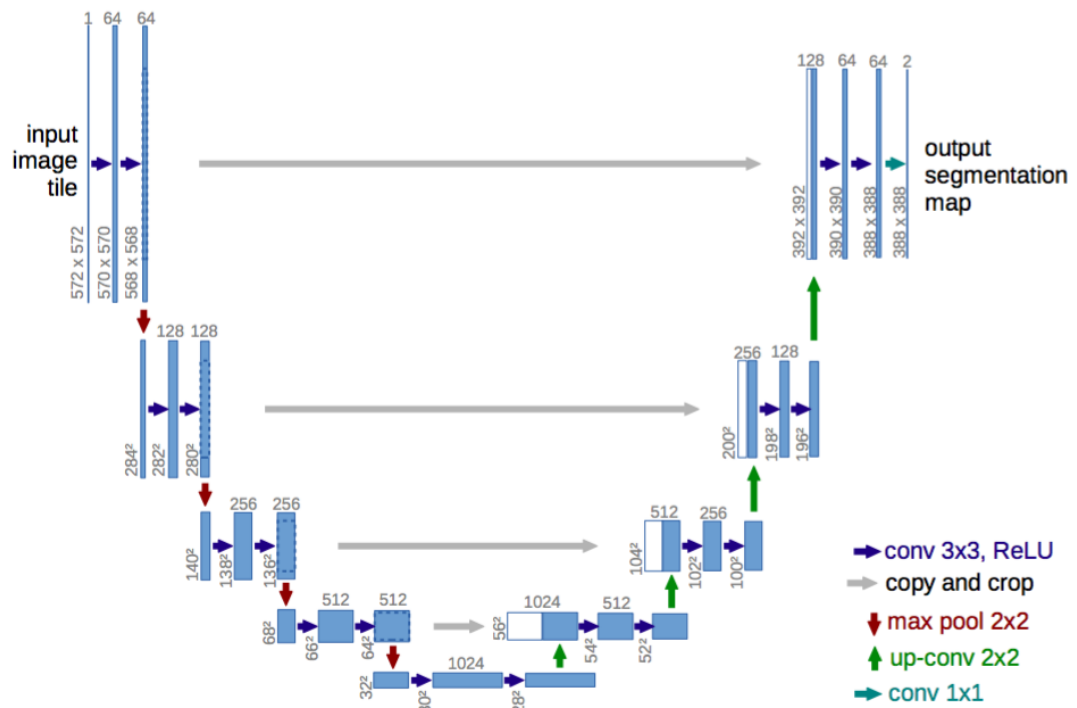 1 64 64
128 64 64 2
input
image
tile
output
segmentation
map
572 x 572
570 x 570
568 x 568
392 x 392
390 x 390
388 x 388
388 x 388
128 128
256 128
284²
282²
280²
200²
198²
196²
256 256
512 256
140²
138²
136²
104²
102²
100²
512 512
1024 512
68²
66²
64²
56²
54²
52²
1024
32²
conv 3x3, ReLU
copy and crop
max pool 2x2
up-conv 2x2
conv 1x1